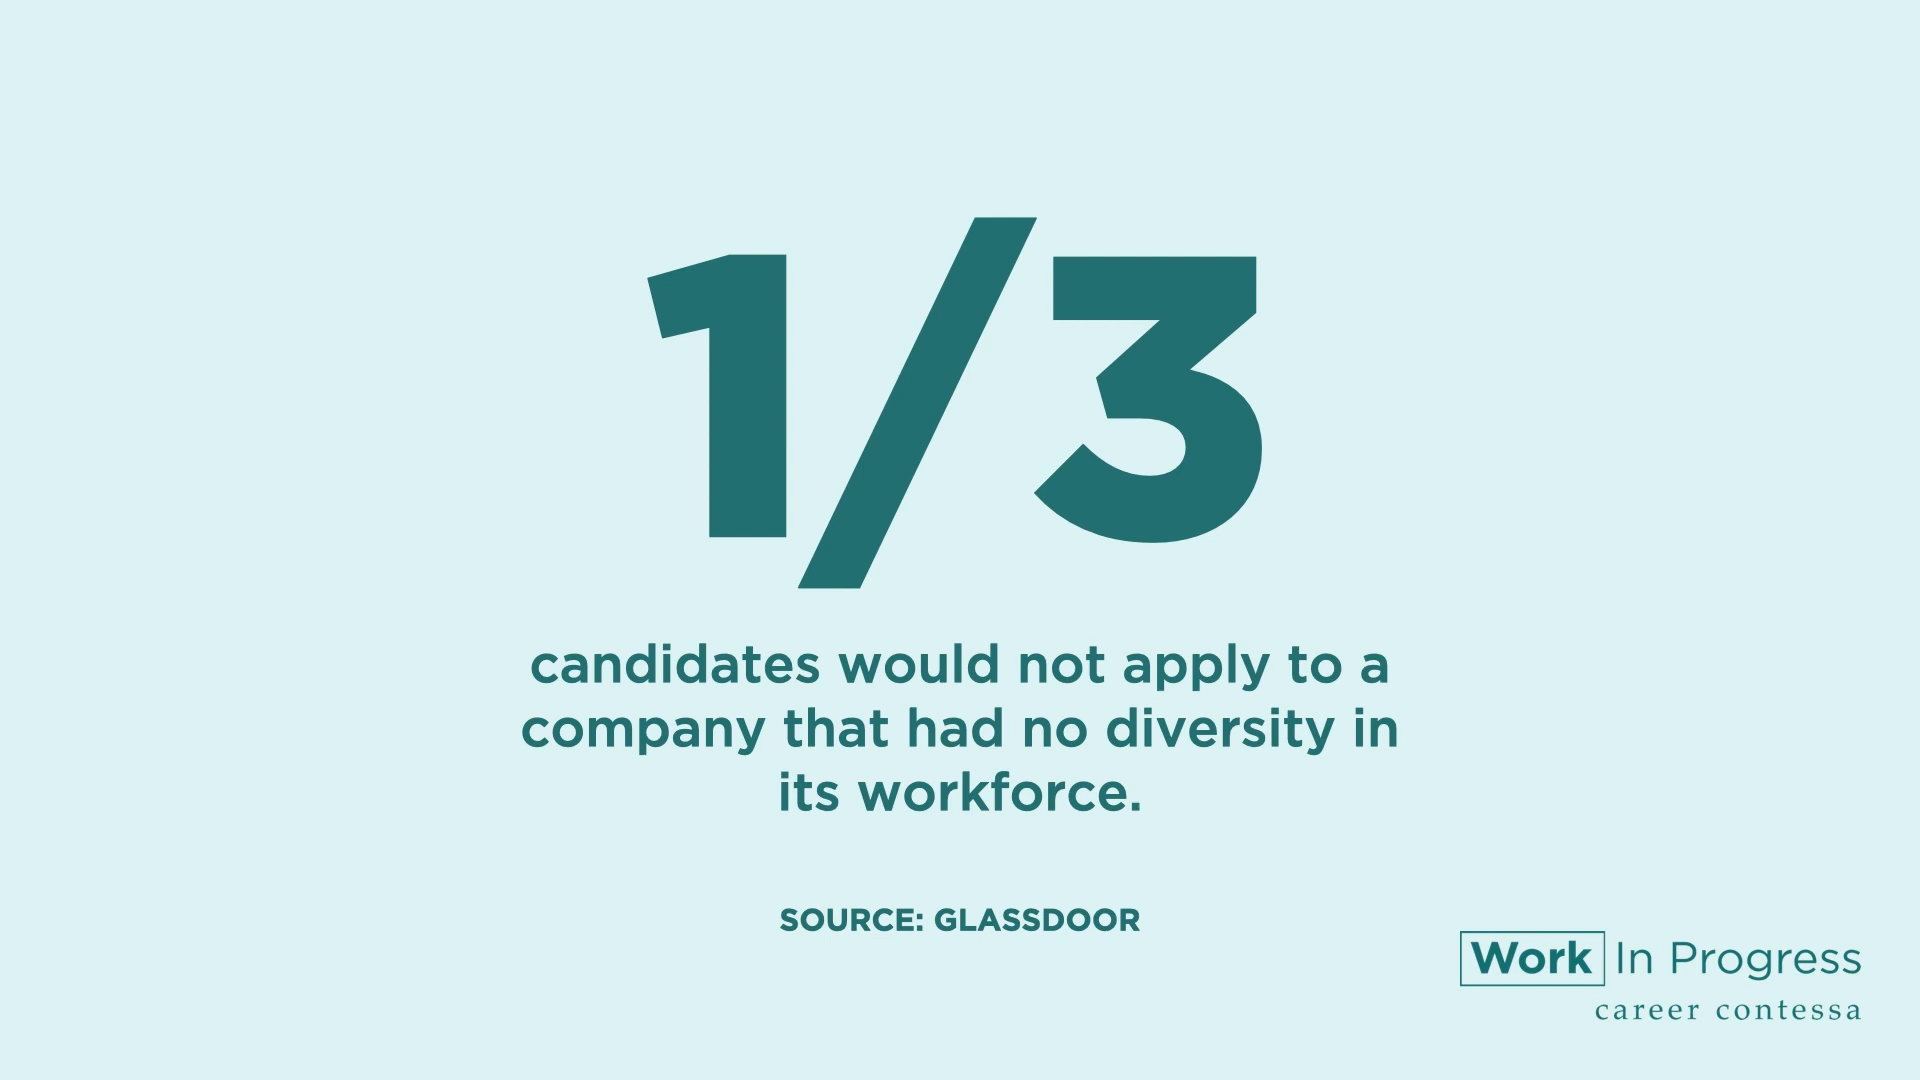 1/3
candidates would not apply to a
company that had no diversity in
its workforce.
SOURCE: GLASSDOOR
Work In Progress
career contessa